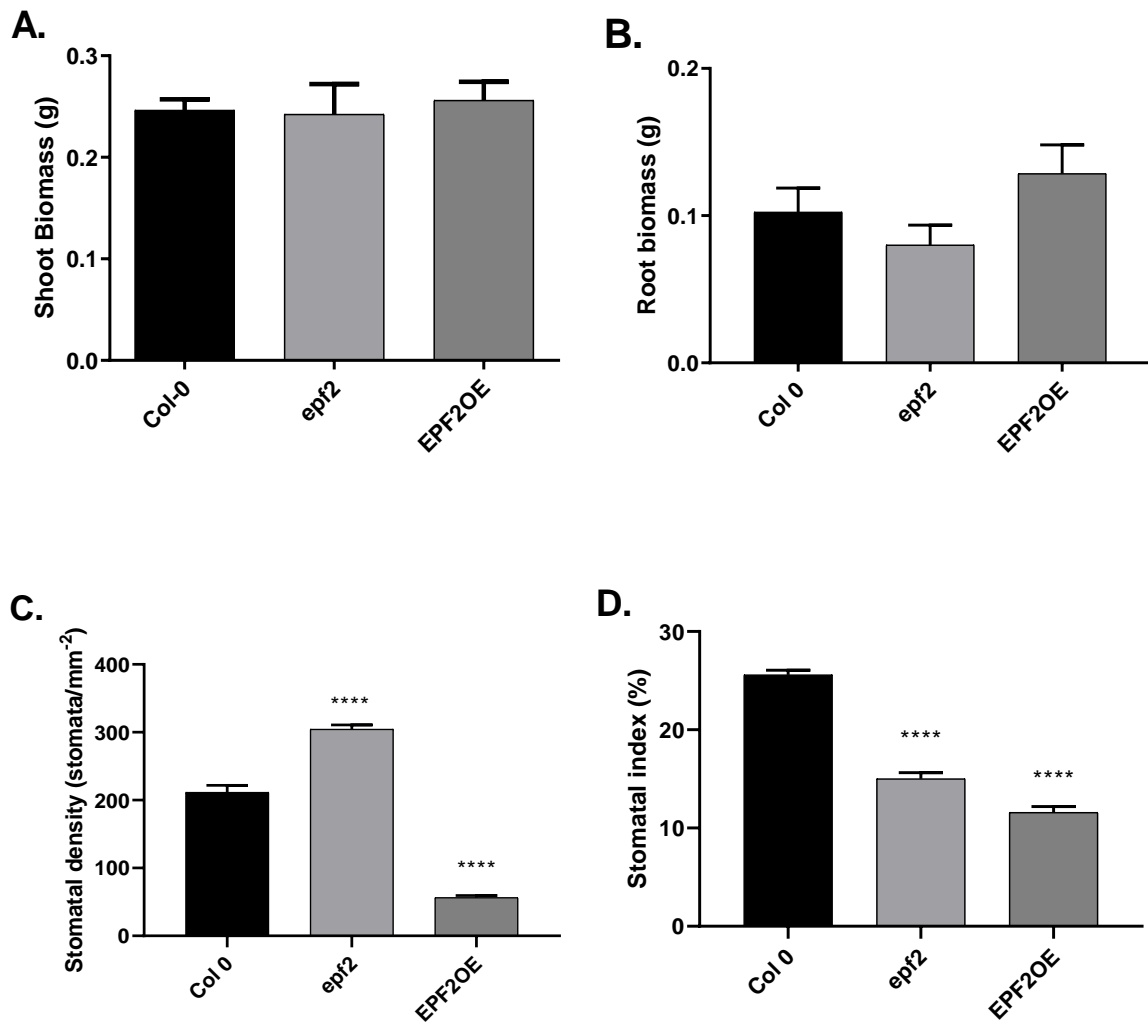 A.
Shoot Biomass (g)
0.3
0.2
0.1
0.0
Col-0
epf2
EPF2OE
B.
Root biomass (g)
0.2
0.1
0.0
Col 0
epf2
EPF2OE
C.
Stomatal density (stomata/mm⁻²)
400
300
200
100
0
****
****
Col 0
epf2
EPF2OE
D.
Stomatal index (%)
30
20
10
0
****
****
Col 0
epf2
EPF2OE